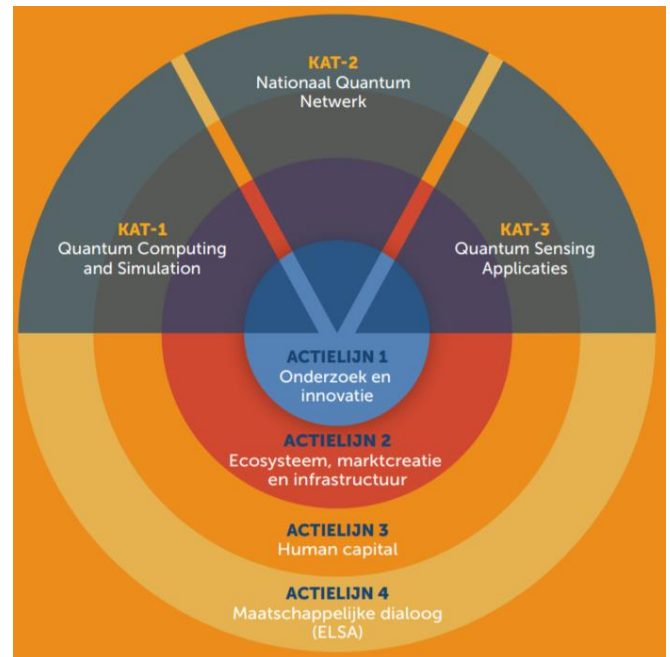 KAT-2
Nationaal Quantum
Netwerk
KAT-1
Quantum Computing
and Simulation
KAT-3
Quantum Sensing
Applicaties
ACTIELIJN 1
Onderzoek en
innovatie
ACTIELIJN 2
Ecosysteem, marktcreatie
en infrastructuur
ACTIELIJN 3
Human capital
ACTIELIJN 4
Maatschappelijke dialoog
(ELSA)